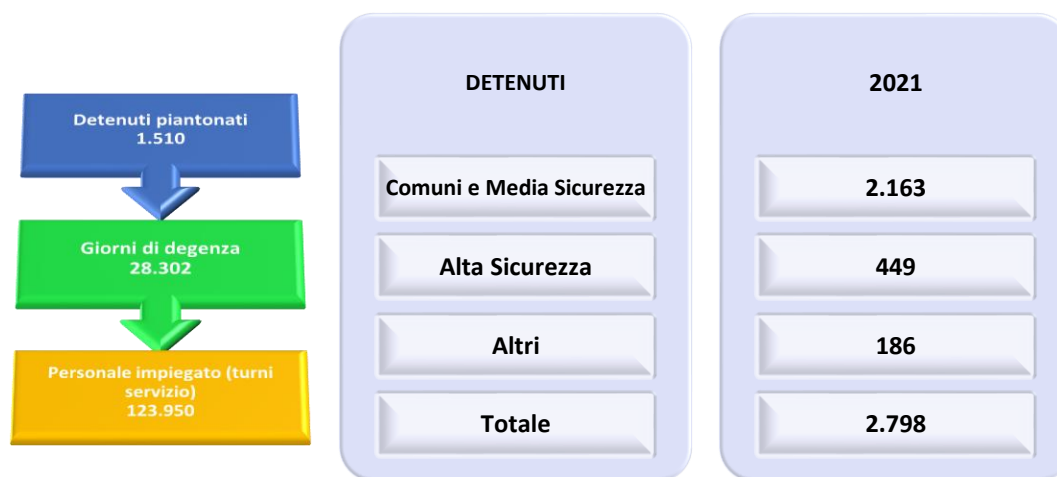 Detenuti piantonati
1.510
Giorni di degenza
28.302
Personale impiegato (turni
servizio)
123.950
DETENUTI
2021
Comuni e Media Sicurezza
2.163
Alta Sicurezza
449
Altri
186
Totale
2.798